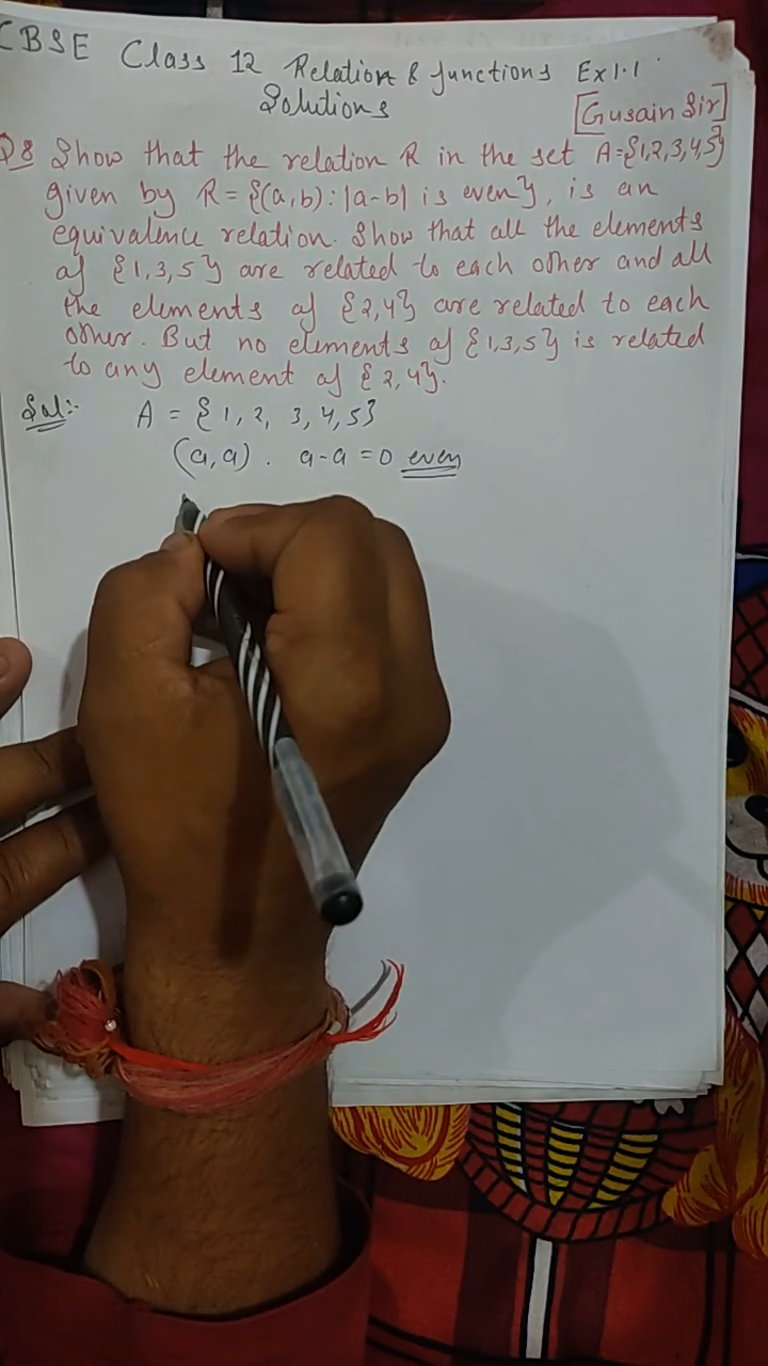 CBSE Class 12 Relation & functions Ex1.1
Solutions [Gusain Sir]
Q8 Show that the relation R in the set A={1,2,3,4,5}
given by R = {(a,b) : |a-b| is even}, is an
equivalence relation. Show that all the elements
of {1,3,5} are related to each other and all
the elements of {2,4} are related to each
other. But no elements of {1,3,5} is related
to any element of {2,4}.
Sol:- A = {1, 2, 3, 4, 5}
(a,a) . a-a = 0 even